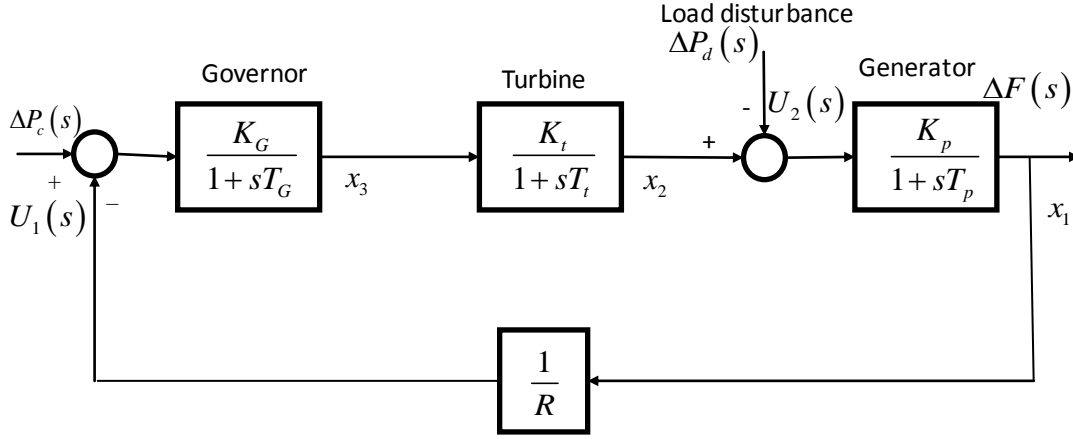 Load disturbance
ΔP_d(s)
Governor
Turbine
Generator
ΔP_c(s)
+
−
U_1(s)
K_G
1 + sT_G
x_3
K_t
1 + sT_t
x_2
+
-
U_2(s)
K_p
1 + sT_p
ΔF(s)
x_1
1
R